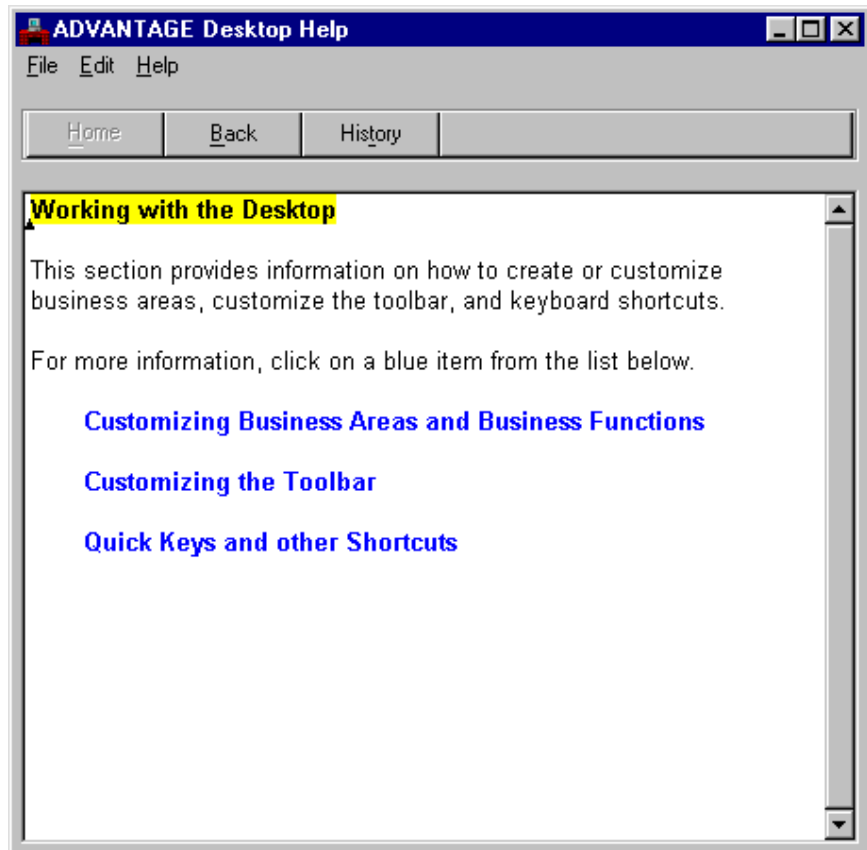 ADVANTAGE Desktop Help
File Edit Help
Home Back History
Working with the Desktop
This section provides information on how to create or customize
business areas, customize the toolbar, and keyboard shortcuts.
For more information, click on a blue item from the list below.
Customizing Business Areas and Business Functions
Customizing the Toolbar
Quick Keys and other Shortcuts